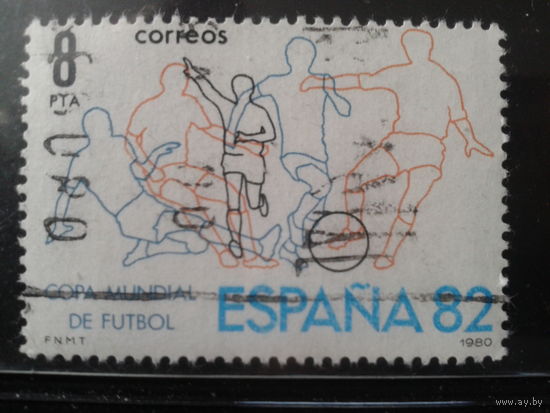 correos
8
PTA
COPA MUNDIAL
DE FUTBOL
ESPAÑA 82
FNMT
1980
www.ay.by